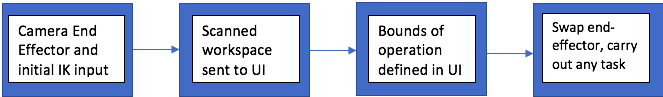 Camera End
Effector and
initial IK input
Scanned
workspace
sent to UI
Bounds of
operation
defined in UI
Swap end-
effector, carry
out any task